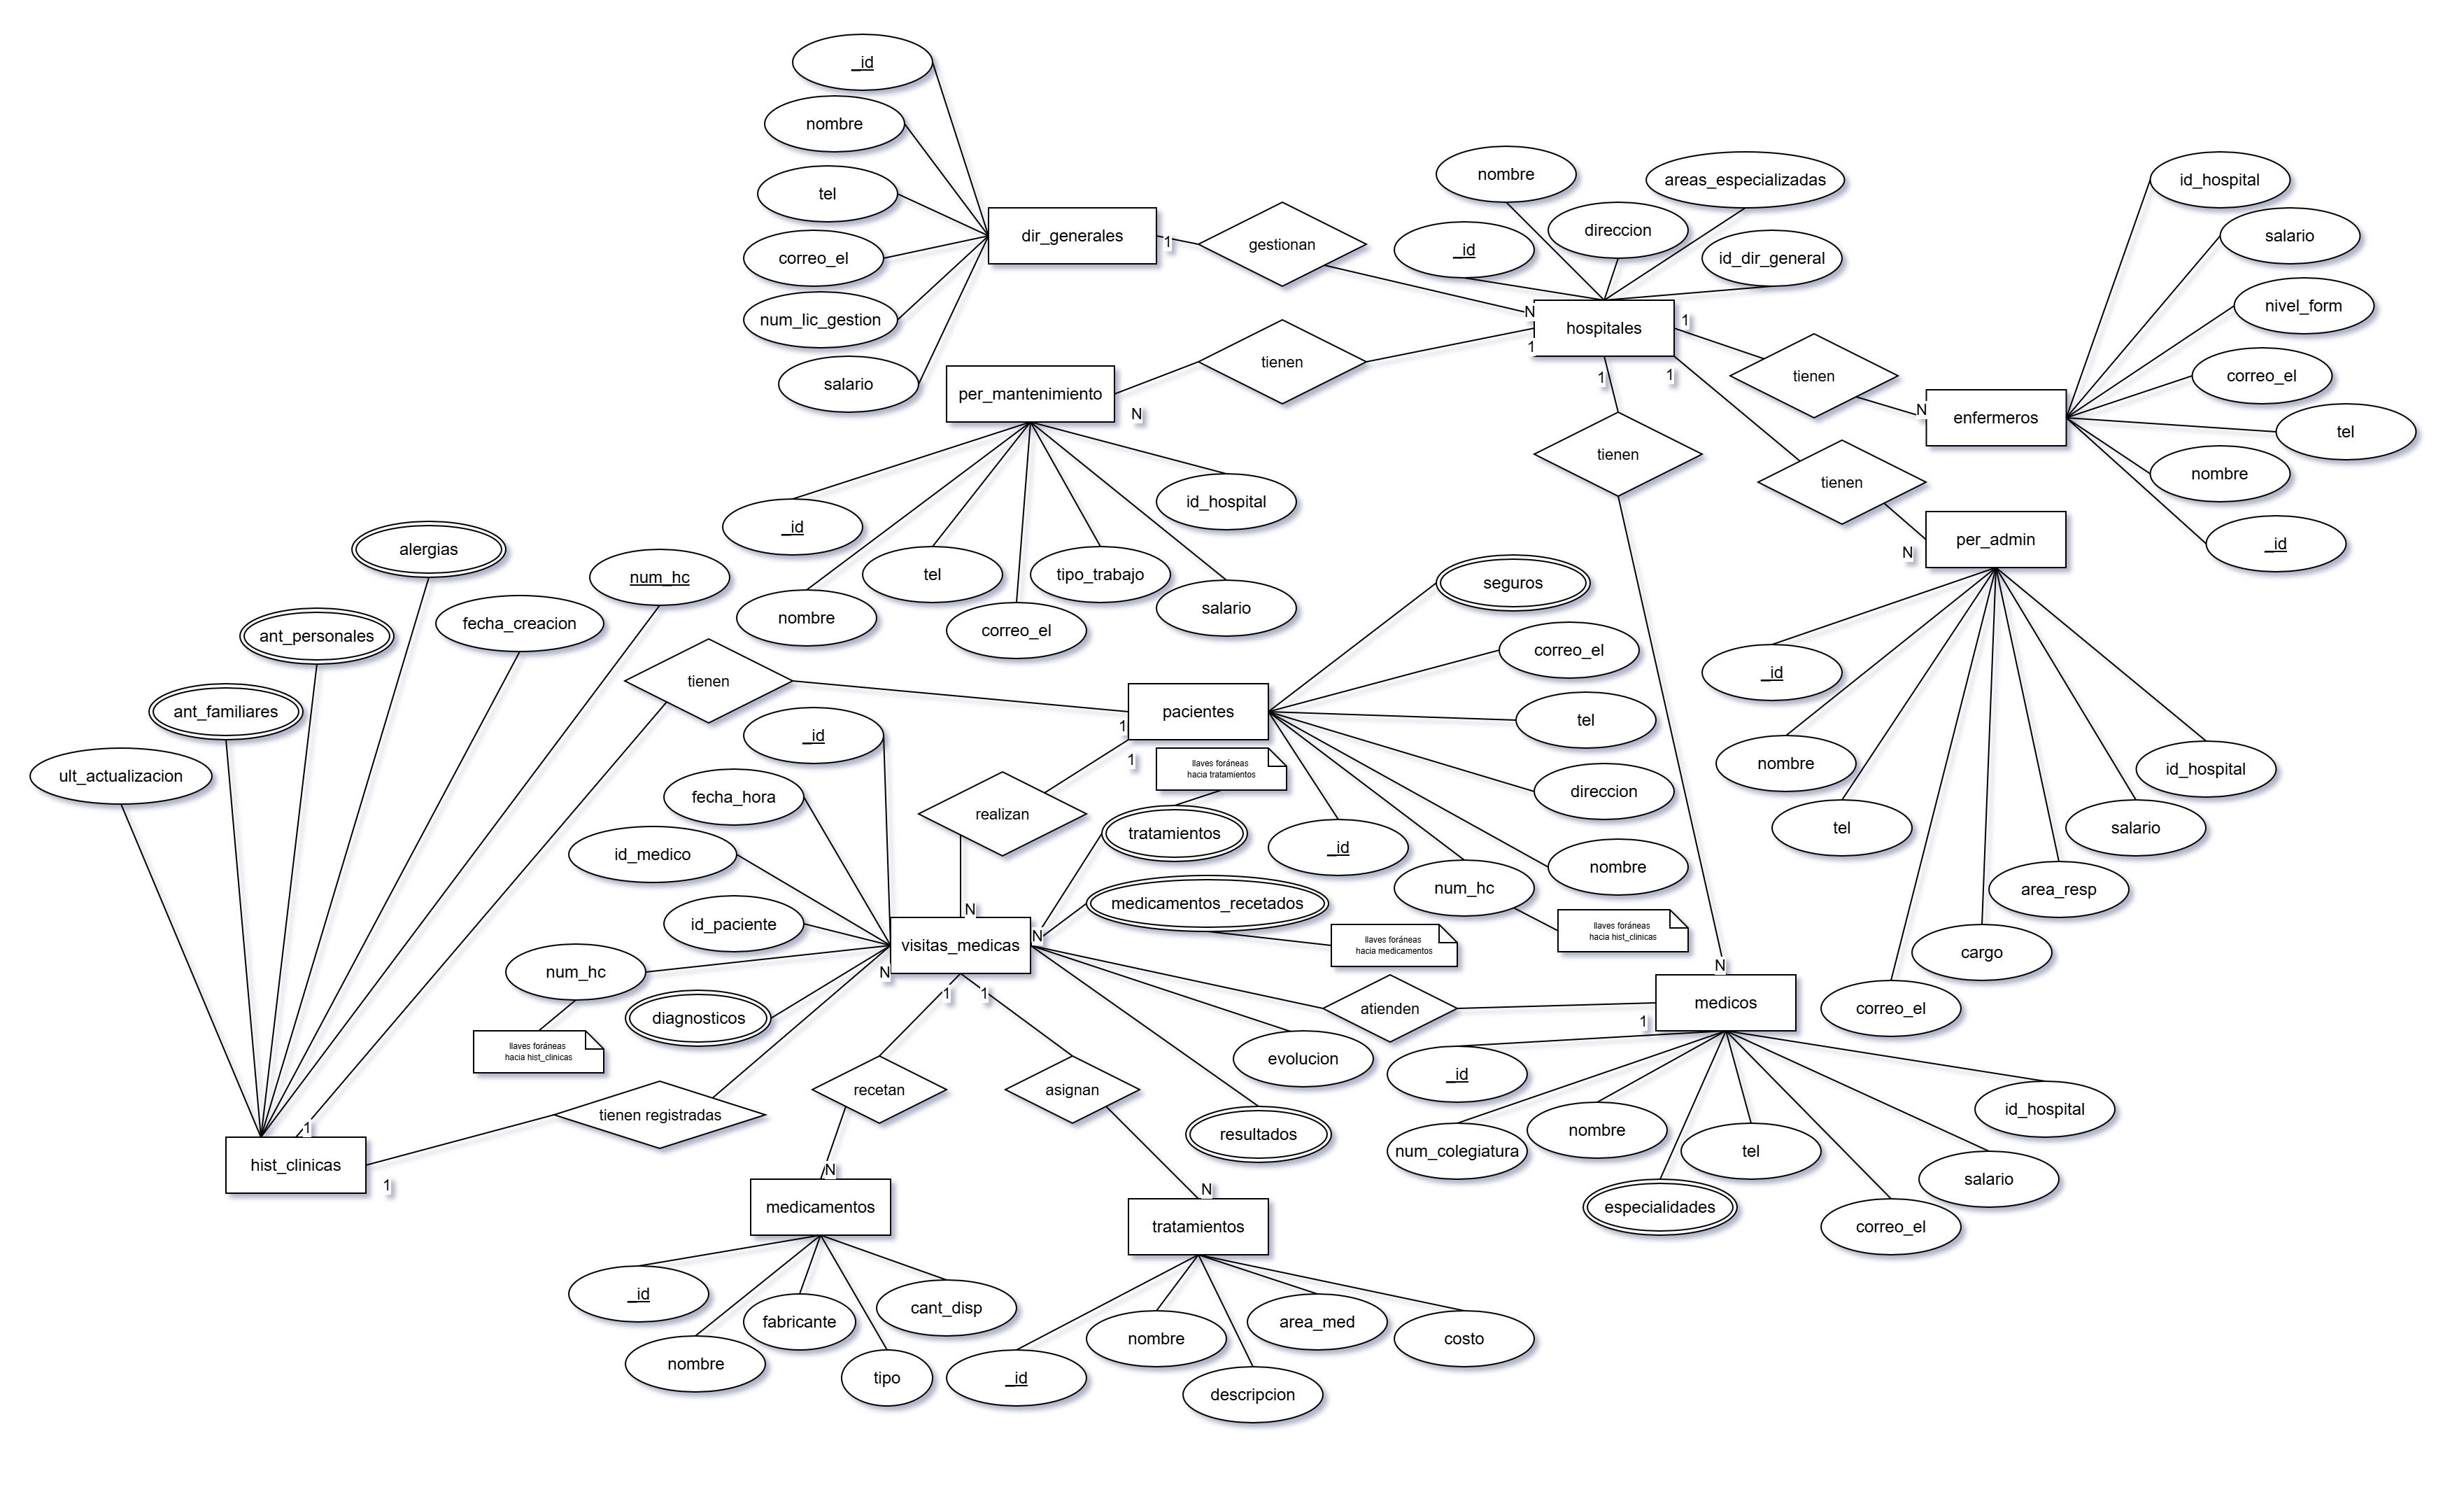 _id
nombre
tel
correo_el
num_lic_gestion
salario
dir_generales
1
gestionan
N
nombre
areas_especializadas
direccion
_id
id_dir_general
hospitales
1
1
1
1
tienen
per_mantenimiento
N
_id
nombre
tel
correo_el
tipo_trabajo
salario
id_hospital
tienen
N
enfermeros
id_hospital
salario
nivel_form
correo_el
tel
nombre
_id
tienen
N
per_admin
_id
nombre
tel
correo_el
cargo
area_resp
salario
id_hospital
tienen
N
alergias
num_hc
ant_personales
fecha_creacion
ant_familiares
ult_actualizacion
tienen
1
hist_clinicas
1
tienen registradas
N
pacientes
1
1
seguros
correo_el
tel
direccion
nombre
num_hc
_id
llaves foráneas
hacia hist_clinicas
realizan
N
_id
fecha_hora
id_medico
id_paciente
num_hc
llaves foráneas
hacia hist_clinicas
diagnosticos
visitas_medicas
N
1
1
llaves foráneas
hacia tratamientos
tratamientos
medicamentos_recetados
llaves foráneas
hacia medicamentos
atienden
evolucion
resultados
medicos
1
_id
num_colegiatura
nombre
especialidades
tel
correo_el
salario
id_hospital
recetan
N
medicamentos
_id
nombre
fabricante
tipo
cant_disp
asignan
N
tratamientos
_id
nombre
descripcion
area_med
costo